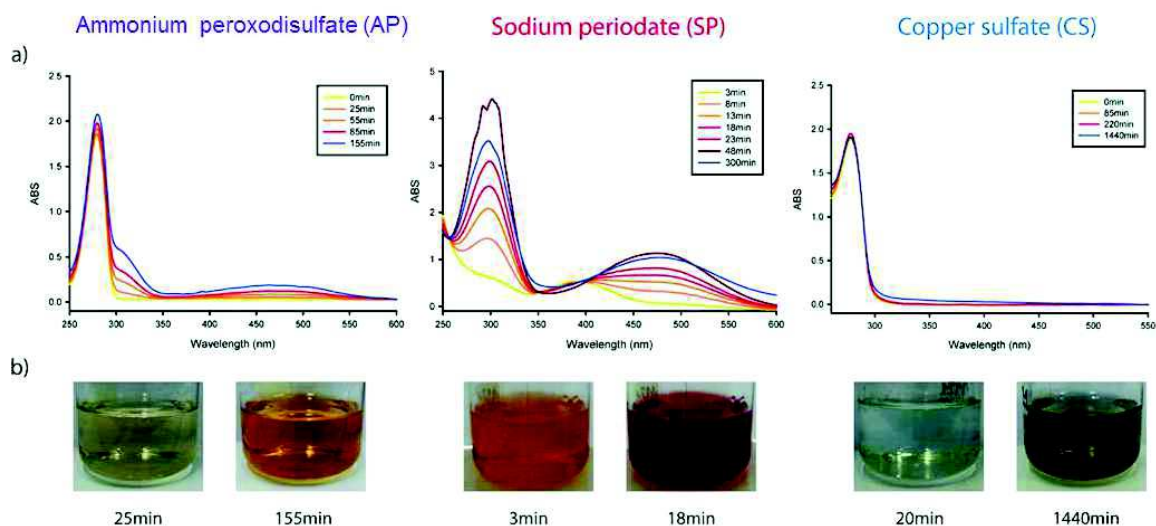 Ammonium peroxodisulfate (AP)
Sodium periodate (SP)
Copper sulfate (CS)
a)
ABS
2.5
2.0
1.5
1.0
0.5
0.0
250
300
350
400
450
500
550
600
Wavelength (nm)
0min
25min
55min
85min
155min
ABS
5
4
3
2
1
0
250
300
350
400
450
500
550
600
Wavelength (nm)
3min
8min
13min
18min
23min
48min
300min
ABS
2.5
2.0
1.5
1.0
0.5
0.0
300
350
400
450
500
550
Wavelength (nm)
0min
85min
220min
1440min
b)
25min
155min
3min
18min
20min
1440min